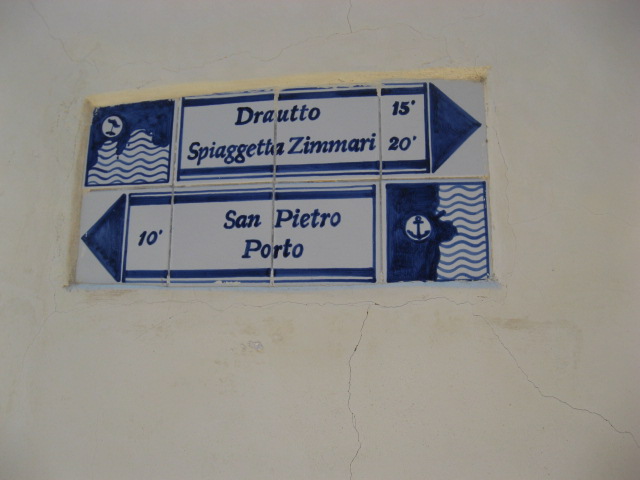 Drautto 15'
Spiaggetta Zimmari 20'
10' San Pietro
Porto